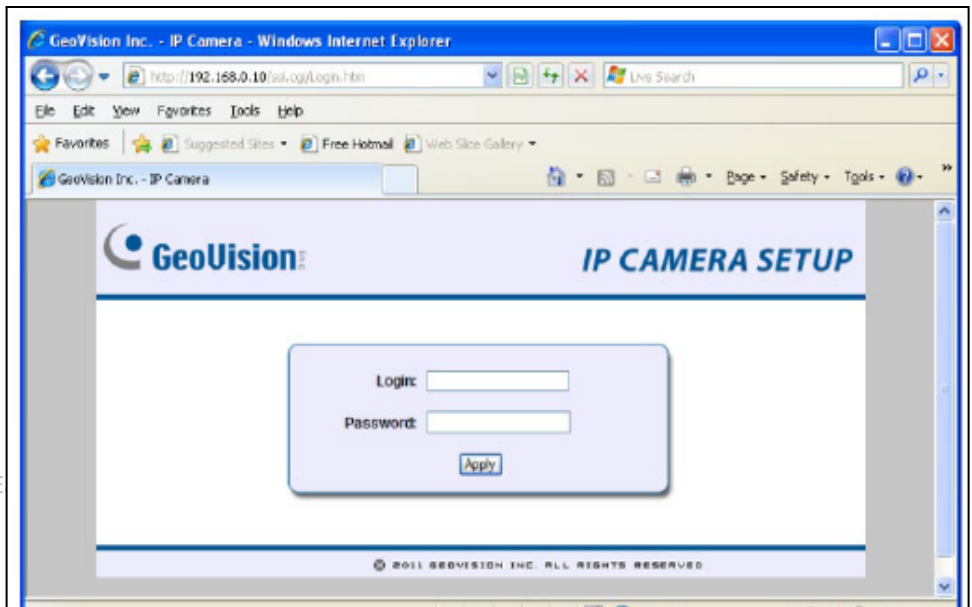 GeoVision Inc. - IP Camera - Windows Internet Explorer
http://192.168.0.10/ssi.cgi/Login.htm
Live Search
File Edit View Favorites Tools Help
Favorites Suggested Sites Free Hotmail Web Slice Gallery
GeoVision Inc. - IP Camera Page Safety Tools
GeoVision IP CAMERA SETUP
Login:
Password:
Apply
© 2011 GEOVISION INC. ALL RIGHTS RESERVED